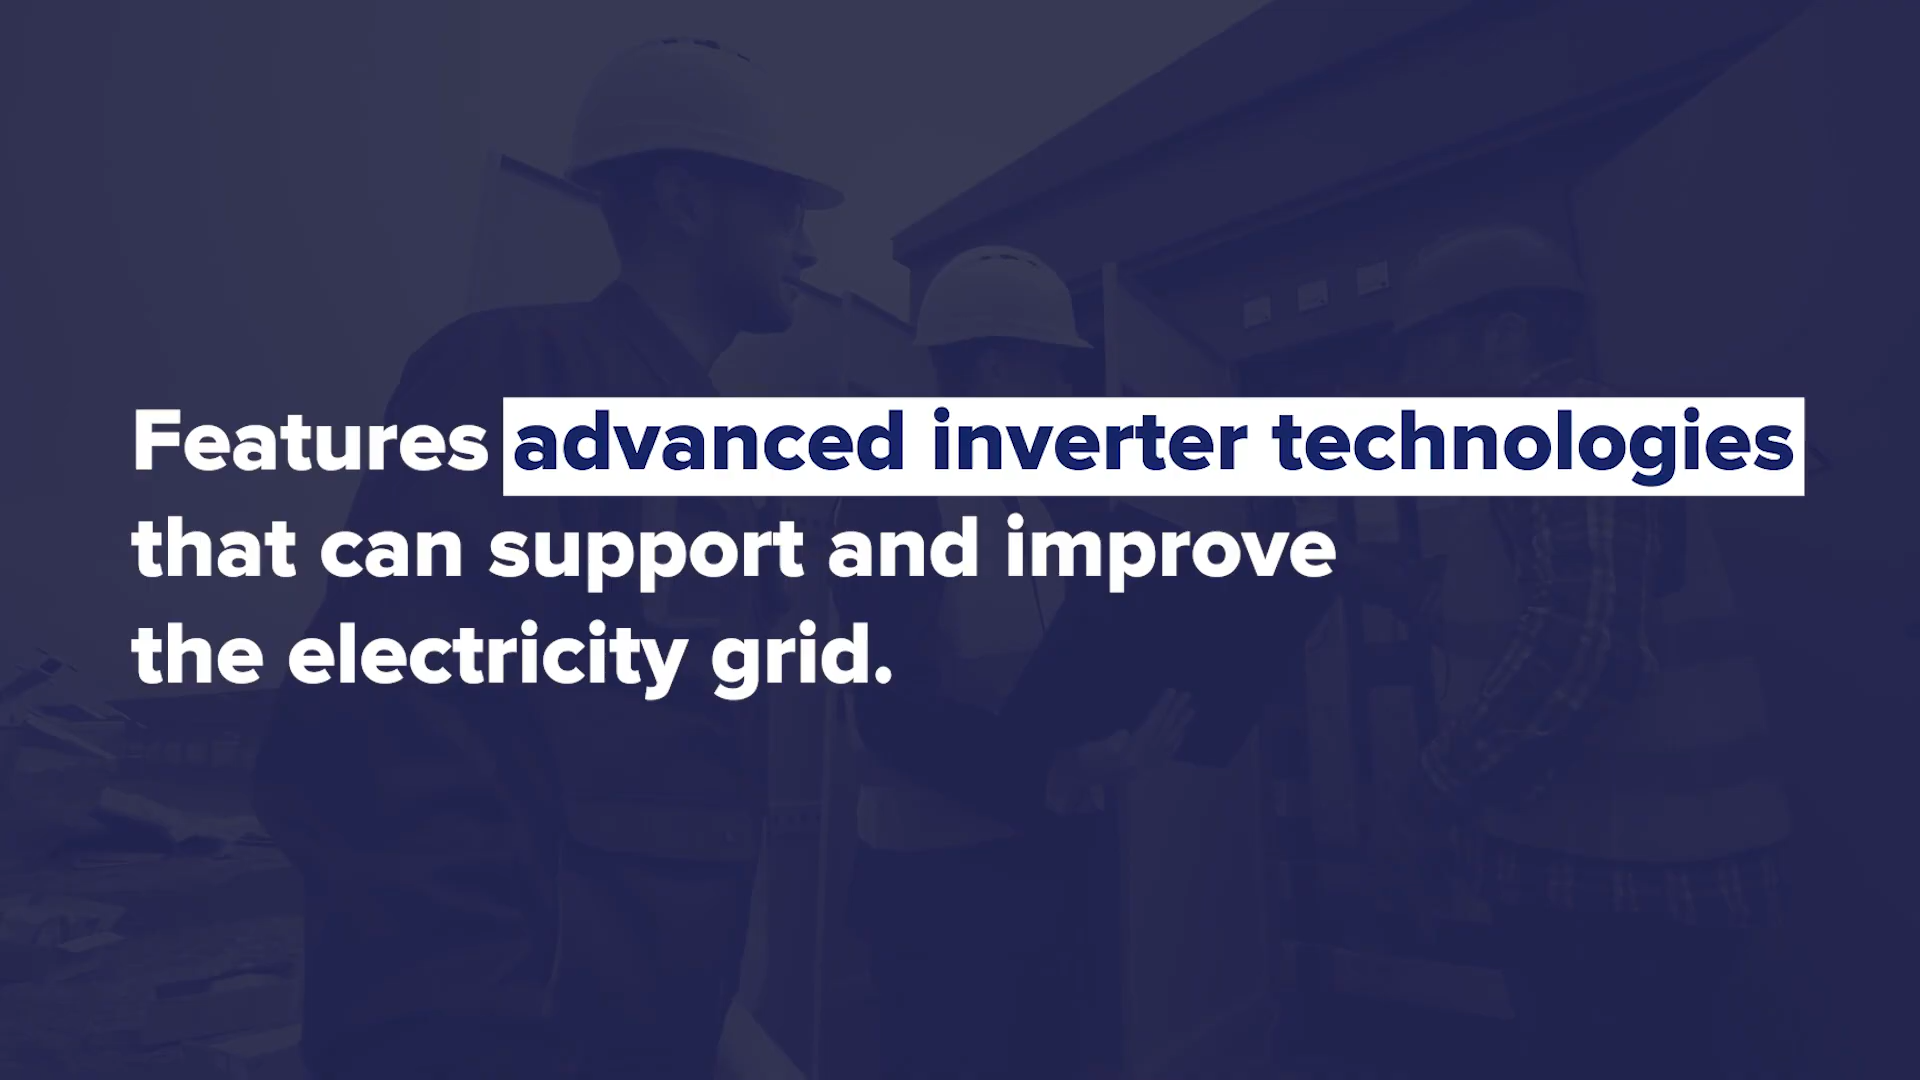 Features advanced inverter technologies
that can support and improve
the electricity grid.